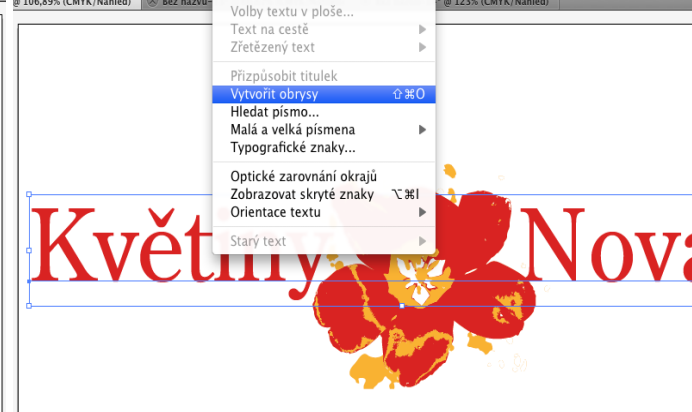 @ 106,89% (CMYK/Náhled)
Bez názvu-
@ 123% (CMYK/Náhled)
Volby textu v ploše...
Text na cestě
Zřetězený text
Přizpůsobit titulek
Vytvořit obrysy ⇧⌘O
Hledat písmo...
Malá a velká písmena
Typografické znaky...
Optické zarovnání okrajů
Zobrazovat skryté znaky ⌥⌘I
Orientace textu
Starý text
Květiny Nova